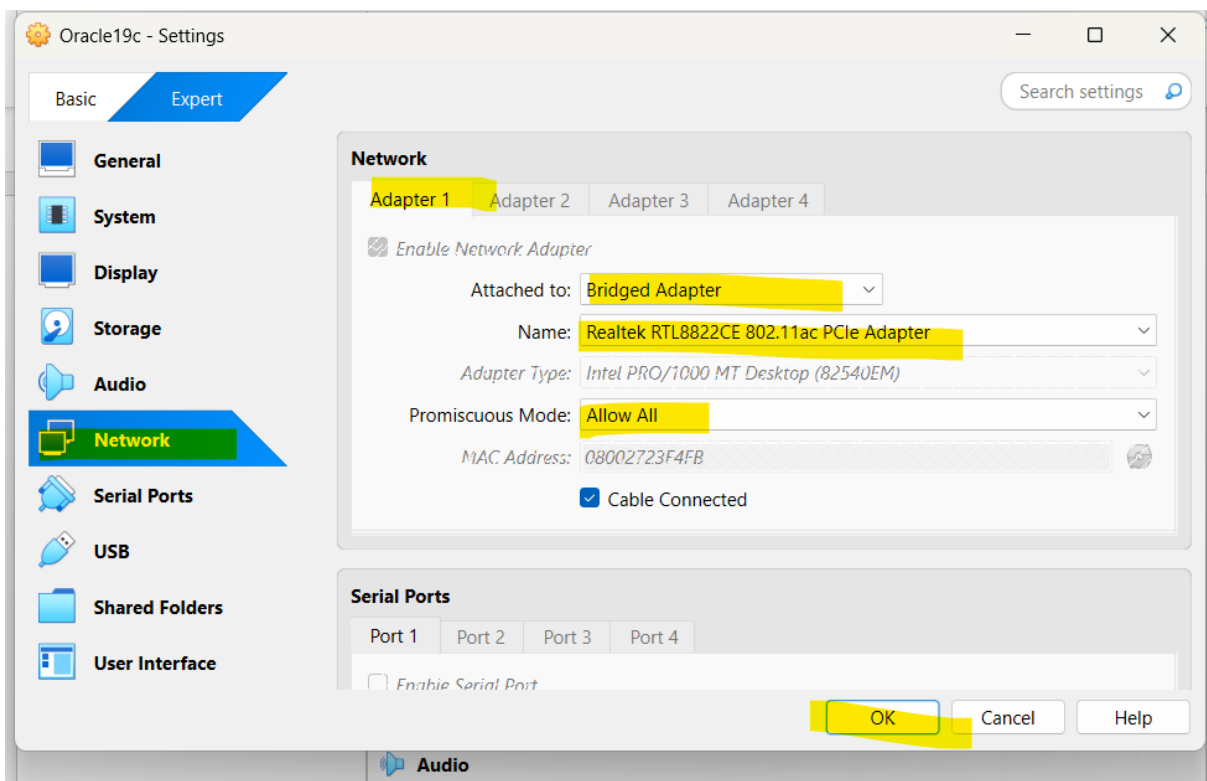 Oracle19c - Settings
Basic
Expert
Search settings
General
System
Display
Storage
Audio
Network
Serial Ports
USB
Shared Folders
User Interface
Network
Adapter 1
Adapter 2
Adapter 3
Adapter 4
Enable Network Adapter
Attached to: Bridged Adapter
Name: Realtek RTL8822CE 802.11ac PCIe Adapter
Adapter Type: Intel PRO/1000 MT Desktop (82540EM)
Promiscuous Mode: Allow All
MAC Address: 08002723F4FB
Cable Connected
Serial Ports
Port 1
Port 2
Port 3
Port 4
Enable Serial Port
OK
Cancel
Help
Audio